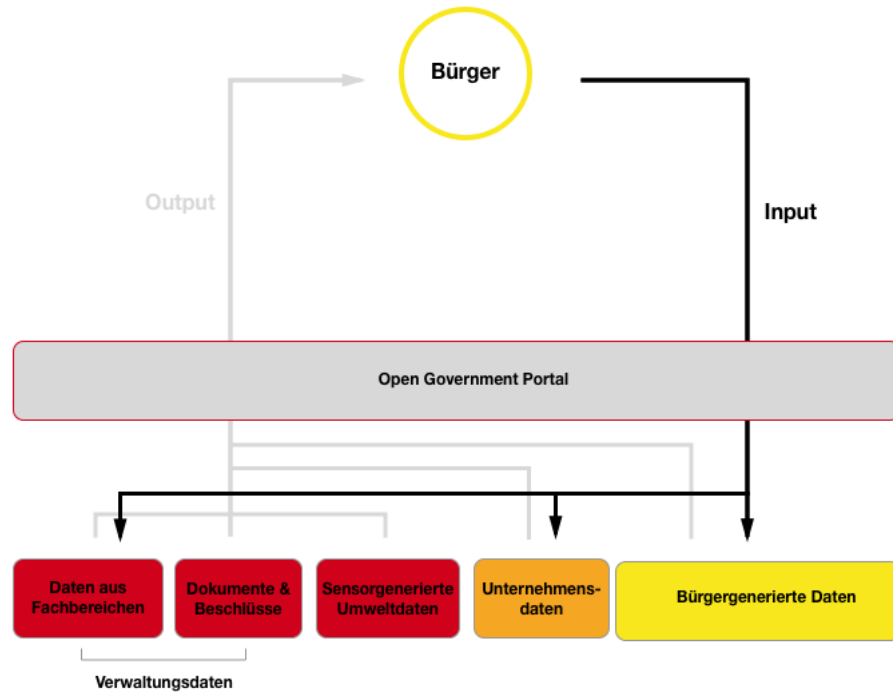 Bürger
Output
Input
Open Government Portal
Daten aus
Fachbereichen
Dokumente &
Beschlüsse
Sensorgenerierte
Umweltdaten
Unternehmens-
daten
Bürgergenerierte Daten
Verwaltungsdaten